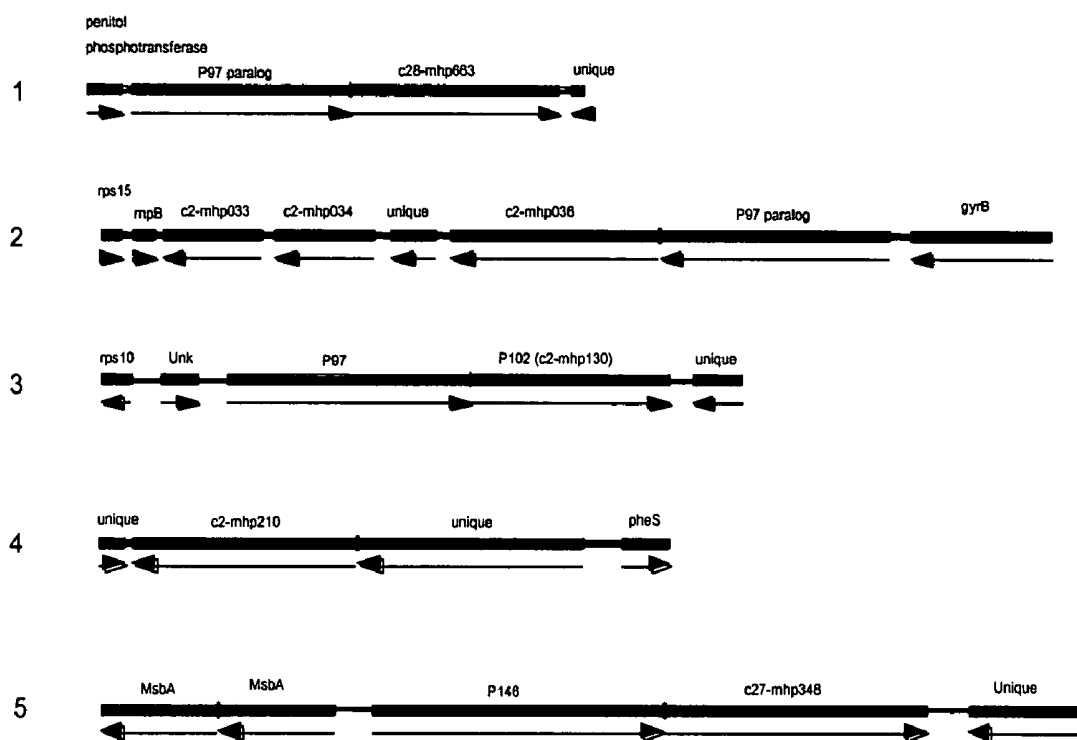 penitol
phosphotransferase
P97 paralog c28-mhp663 unique
1
rps15
rnpB c2-mhp033 c2-mhp034 unique c2-mhp036 P97 paralog gyrB
2
rps10 Unk P97 P102 (c2-mhp130) unique
3
unique c2-mhp210 unique pheS
4
MsbA MsbA P146 c27-mhp348 Unique
5